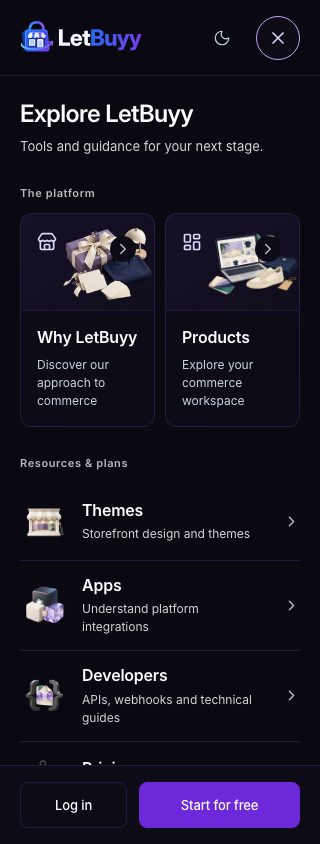 LetBuyy
Explore LetBuyy
Tools and guidance for your next stage.
The platform
Why LetBuyy
Discover our
approach to
commerce
Products
Explore your
commerce
workspace
Resources & plans
Themes
Storefront design and themes
Apps
Understand platform
integrations
Developers
APIs, webhooks and technical
guides
Log in
Start for free